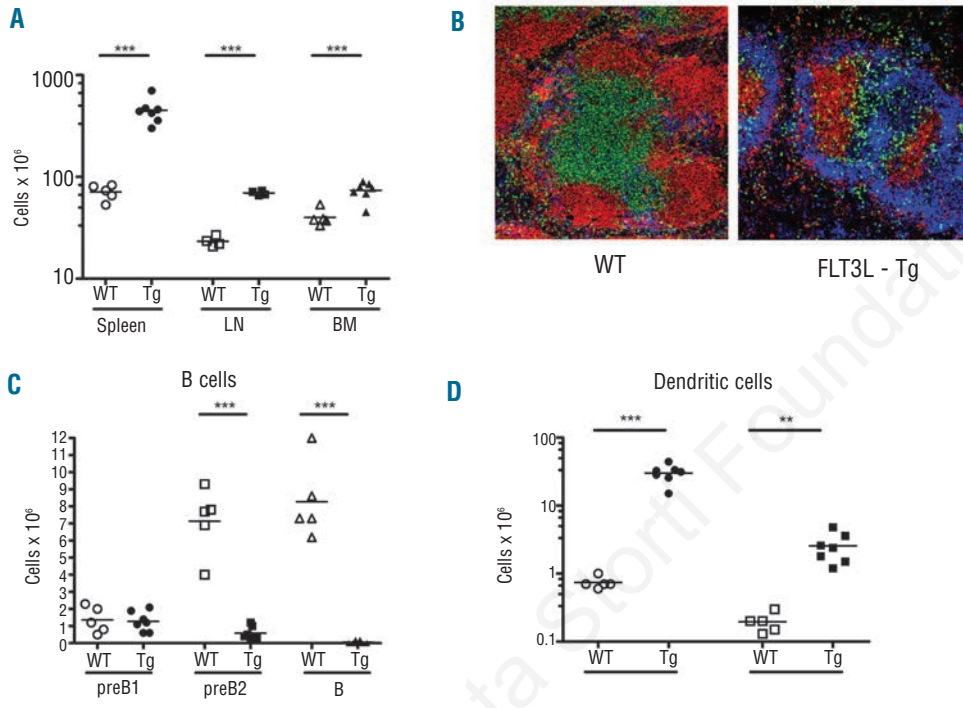 A
*** *** ***
1000
100
10
Cells x 10⁶
WT Tg WT Tg WT Tg
Spleen LN BM
B
WT FLT3L - Tg
C
B cells
*** ***
12
11
10
9
8
7
6
5
4
3
2
1
0
Cells x 10⁶
WT Tg WT Tg WT Tg
preB1 preB2 B
D
Dendritic cells
*** **
100
10
1
0.1
Cells x 10⁶
WT Tg WT Tg
a Storti Foundati